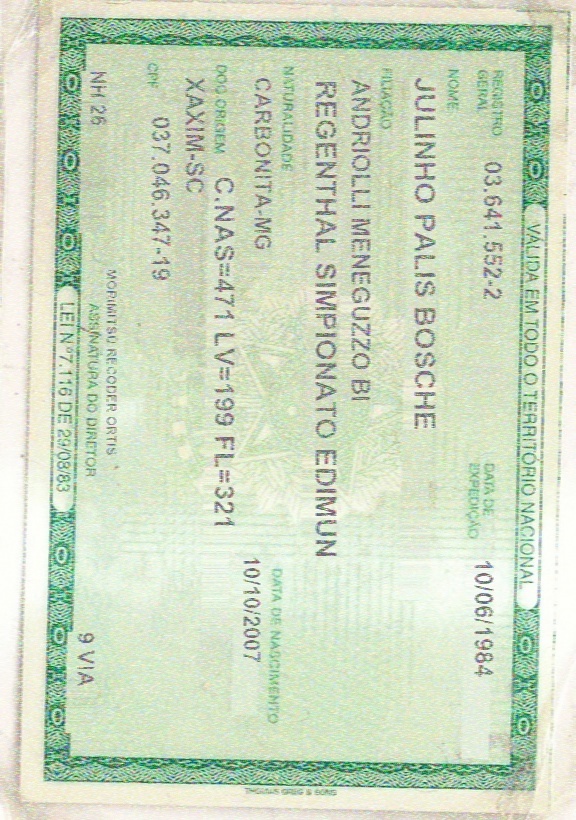 VÁLIDA EM TODO O TERRITÓRIO NACIONAL
REGISTRO GERAL 03.641.552-2 DATA DE EXPEDIÇÃO 10/06/1984
NOME
JULINHO PALIS BOSCHE
FILIAÇÃO
ANDRIOLLI MENEGUZZO BI
REGENTHAL SIMPIONATO EDIMUN
NATURALIDADE DATA DE NASCIMENTO
CARBONITA-MG 10/10/2007
DOC ORIGEM C.NAS=471 LV=199 FL=321
XAXIM-SC
CPF 037.046.347-19
MORIMITSU RECODER ORTIS
NH 26 ASSINATURA DO DIRETOR 9 VIA
LEI Nº 7.116 DE 29/08/83
THOMAS GREG & SONS